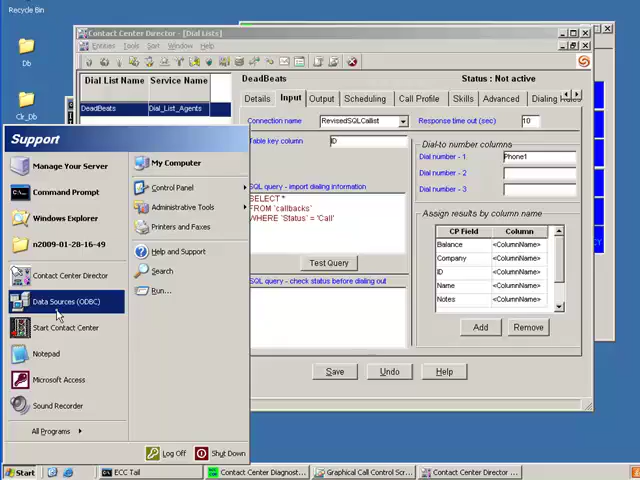 Recycle Bin
Db
Clr_Db
Contact Center Director - [Dial Lists]
Entities Tools Sort Window Help
Dial List Name Service Name
DeadBeats Dial_List_Agents
DeadBeats Status : Not active
Details Input Output Scheduling Call Profile Skills Advanced Dialing Rules
Connection name RevisedSQCallist Response time out (sec) 10
Table key column ID
SQL query - import dialing information
SELECT *
FROM 'callbacks'
WHERE 'Status' = 'Call'
Test Query
SQL query - check status before dialing out
Dial-to number columns
Dial number - 1 Phone1
Dial number - 2
Dial number - 3
Assign results by column name
CP Field Column
Balance <ColumnName>
Company <ColumnName>
ID <ColumnName>
Name <ColumnName>
Notes <ColumnName>
Add Remove
Save Undo Help
Support
Manage Your Server
Command Prompt
Windows Explorer
n2009-01-28-16-49
Contact Center Director
Data Sources (ODBC)
Start Contact Center
Notepad
Microsoft Access
Sound Recorder
All Programs
My Computer
Control Panel
Administrative Tools
Printers and Faxes
Help and Support
Search
Run...
Log Off Shut Down
Start ECC Tail Contact Center Diagnost... Graphical Call Control Scr... Contact Center Director ...